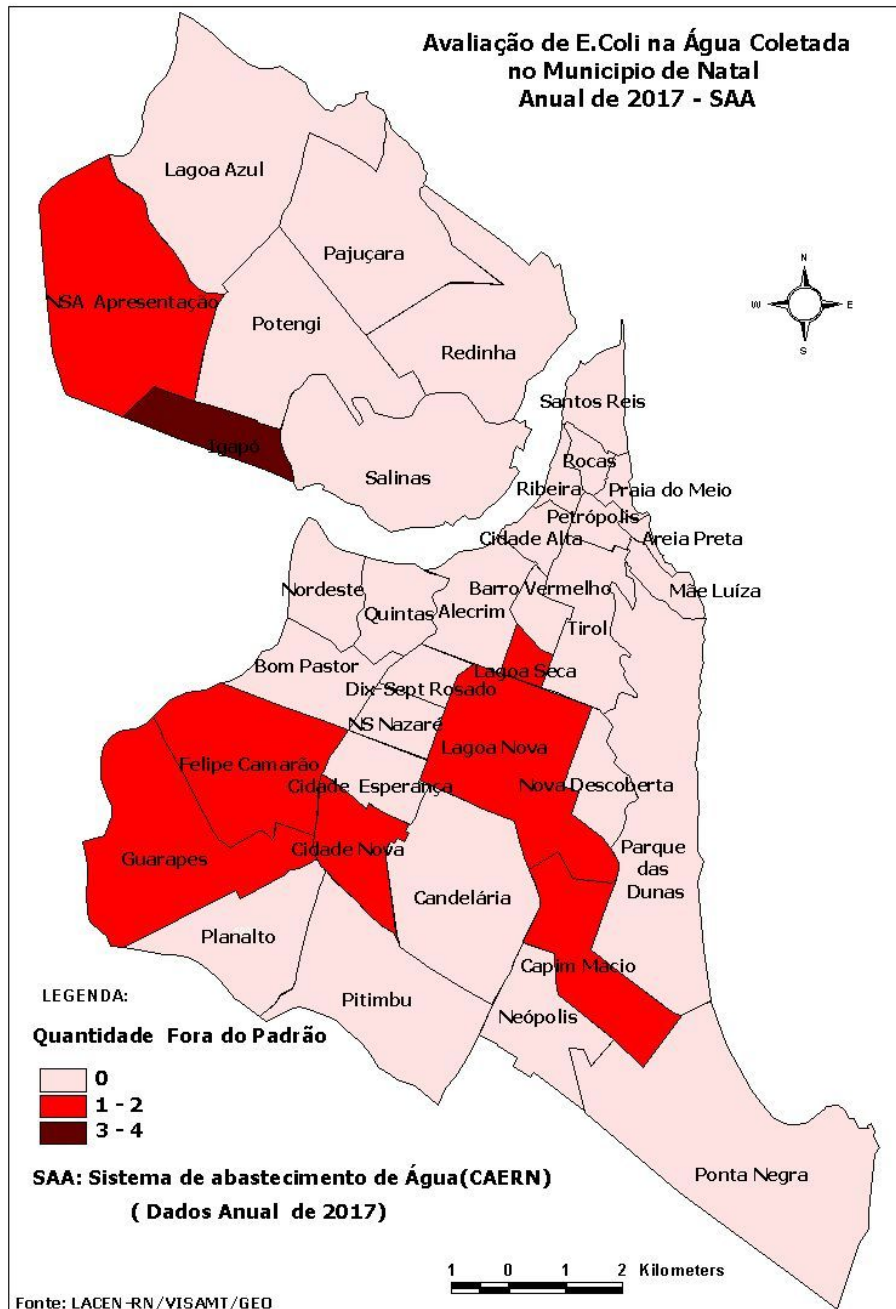 Avaliação de E.Coli na Água Coletada
no Municipio de Natal
Anual de 2017 - SAA
Lagoa Azul
Pajuçara
NSA Apresentação
Potengi
Redinha
N
W
E
S
Santos Reis
Igapó
Rocas
Salinas
Ribeira
Praia do Meio
Petrópolis
Cidade Alta
Areia Preta
Nordeste
Barro Vermelho
Mãe Luíza
Quintas
Alecrim
Tirol
Bom Pastor
Lagoa Seca
Dix-Sept Rosado
NS Nazaré
Lagoa Nova
Felipe Camarão
Cidade Esperança
Nova Descoberta
Guarapes
Cidade Nova
Parque
das
Dunas
Candelária
Planalto
Capim Macio
Pitimbu
Neópolis
LEGENDA:
Quantidade Fora do Padrão
0
1 - 2
3 - 4
SAA: Sistema de abastecimento de Água(CAERN)
( Dados Anual de 2017)
Ponta Negra
1 0 1 2 Kilometers
Fonte: LACEN-RN/VISAMT/GEO